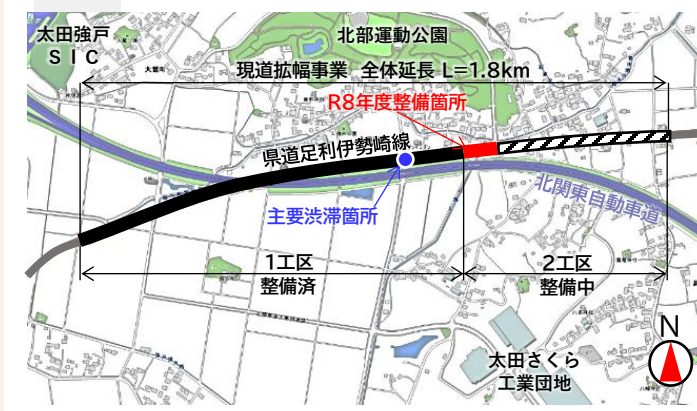 太田強戸
SIC
北部運動公園
現道拡幅事業 全体延長 L=1.8km
R8年度整備箇所
県道足利伊勢崎線
主要渋滞箇所
北関東自動車道
1工区
整備済
2工区
整備中
太田さくら
工業団地
N